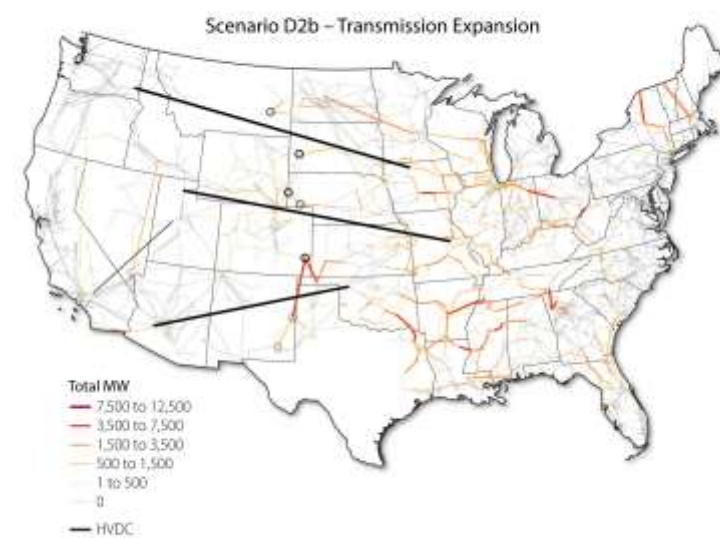 Scenario D2b – Transmission Expansion
Total MW
7,500 to 12,500
3,500 to 7,500
1,500 to 3,500
500 to 1,500
1 to 500
0
HVDC